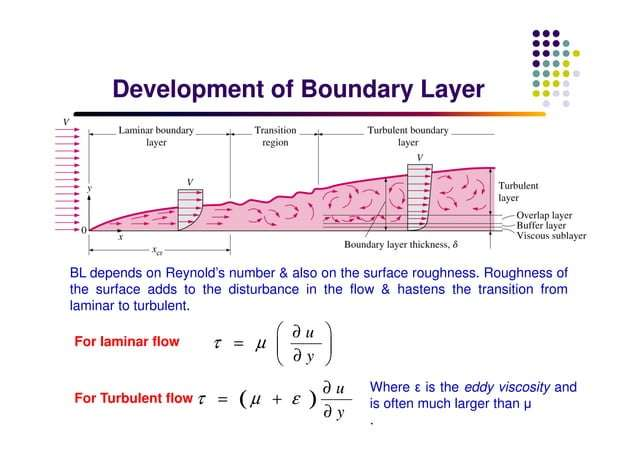 Development of Boundary Layer
V
Laminar boundary layer
Transition region
Turbulent boundary layer
V
V
y
Turbulent layer
Overlap layer
Buffer layer
Viscous sublayer
0
x
Boundary layer thickness, δ
xcr
BL depends on Reynold's number & also on the surface roughness. Roughness of
the surface adds to the disturbance in the flow & hastens the transition from
laminar to turbulent.
For laminar flow τ = μ (∂u/∂y)
For Turbulent flow τ = (μ + ε) ∂u/∂y
Where ε is the eddy viscosity and
is often much larger than μ
.